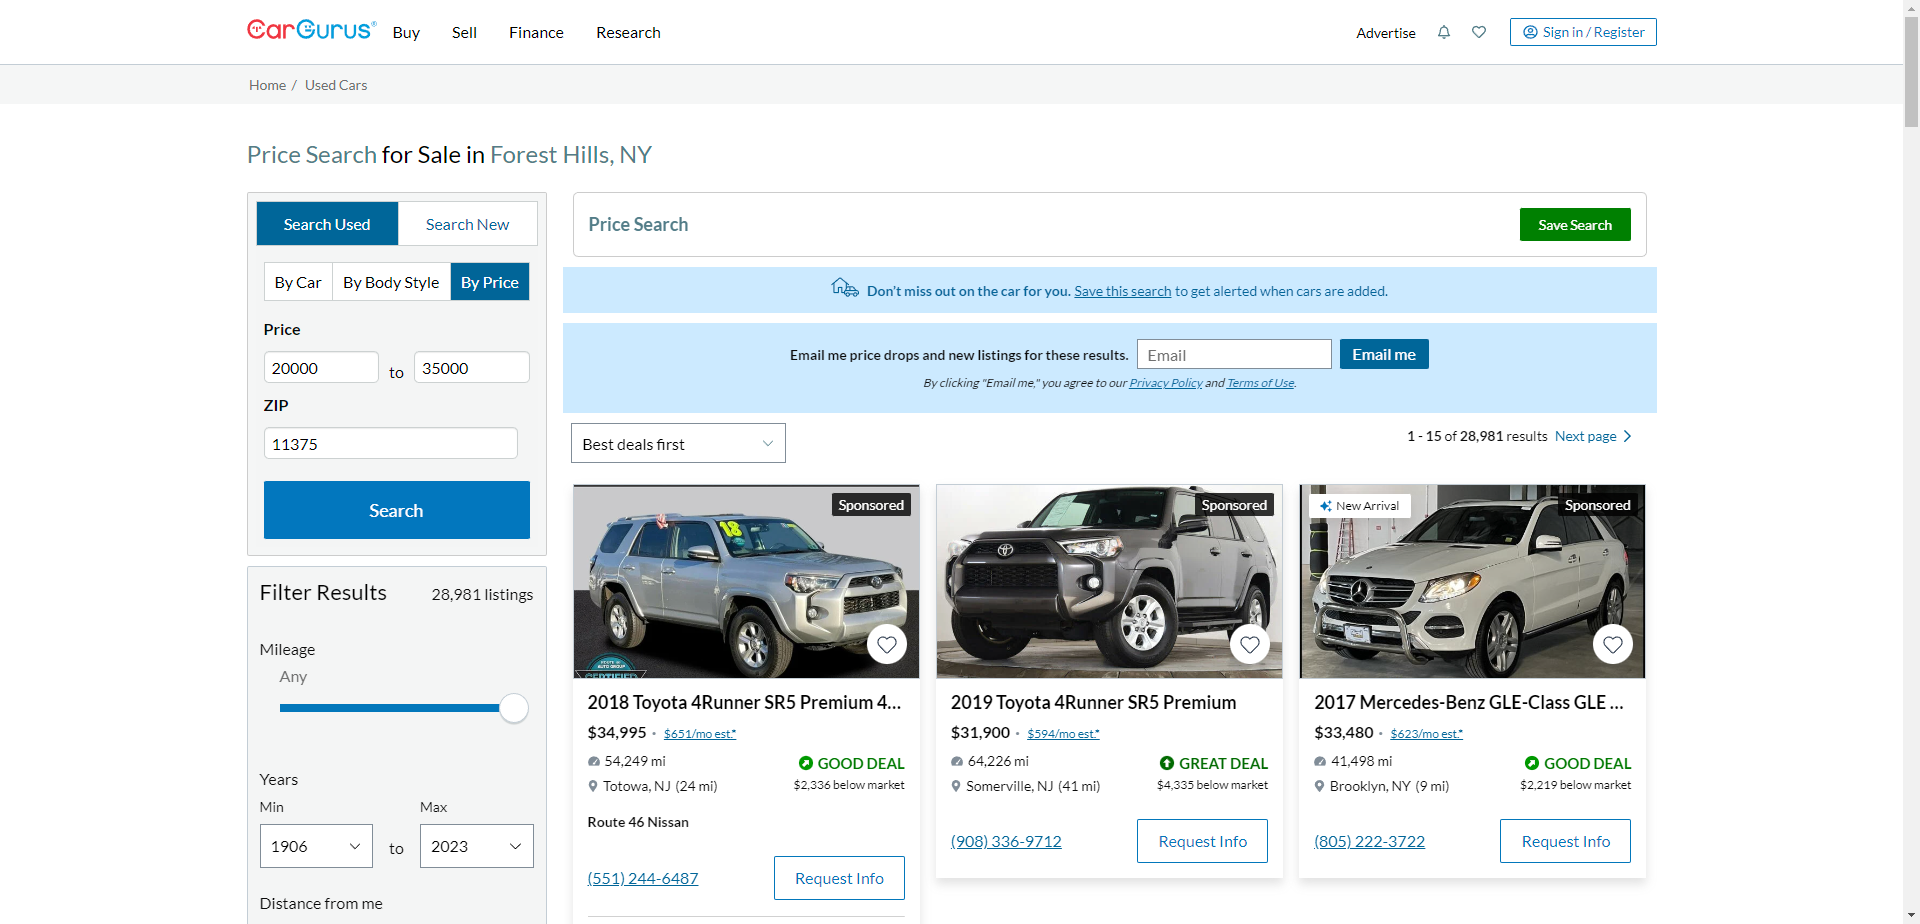 CarGurus
Buy
Sell
Finance
Research
Advertise
Sign in / Register
Home / Used Cars
Price Search for Sale in Forest Hills, NY
Search Used
Search New
By Car
By Body Style
By Price
Price
20000
to
35000
ZIP
11375
Search
Filter Results
28,981 listings
Mileage
Any
Years
Min
Max
1906
to
2023
Distance from me
Price Search
Save Search
Don't miss out on the car for you. Save this search to get alerted when cars are added.
Email me price drops and new listings for these results.
Email
Email me
By clicking "Email me," you agree to our Privacy Policy and Terms of Use.
Best deals first
1 - 15 of 28,981 results
Next page
Sponsored
18
ROUTE 46
AUTO GROUP
CERTIFIED
2018 Toyota 4Runner SR5 Premium 4...
$34,995 · $651/mo est.*
54,249 mi
GOOD DEAL
Totowa, NJ (24 mi)
$2,336 below market
Route 46 Nissan
(551) 244-6487
Request Info
Sponsored
2019 Toyota 4Runner SR5 Premium
$31,900 · $594/mo est.*
64,226 mi
GREAT DEAL
Somerville, NJ (41 mi)
$4,335 below market
(908) 336-9712
Request Info
New Arrival
Sponsored
2017 Mercedes-Benz GLE-Class GLE ...
$33,480 · $623/mo est.*
41,498 mi
GOOD DEAL
Brooklyn, NY (9 mi)
$2,219 below market
(805) 222-3722
Request Info